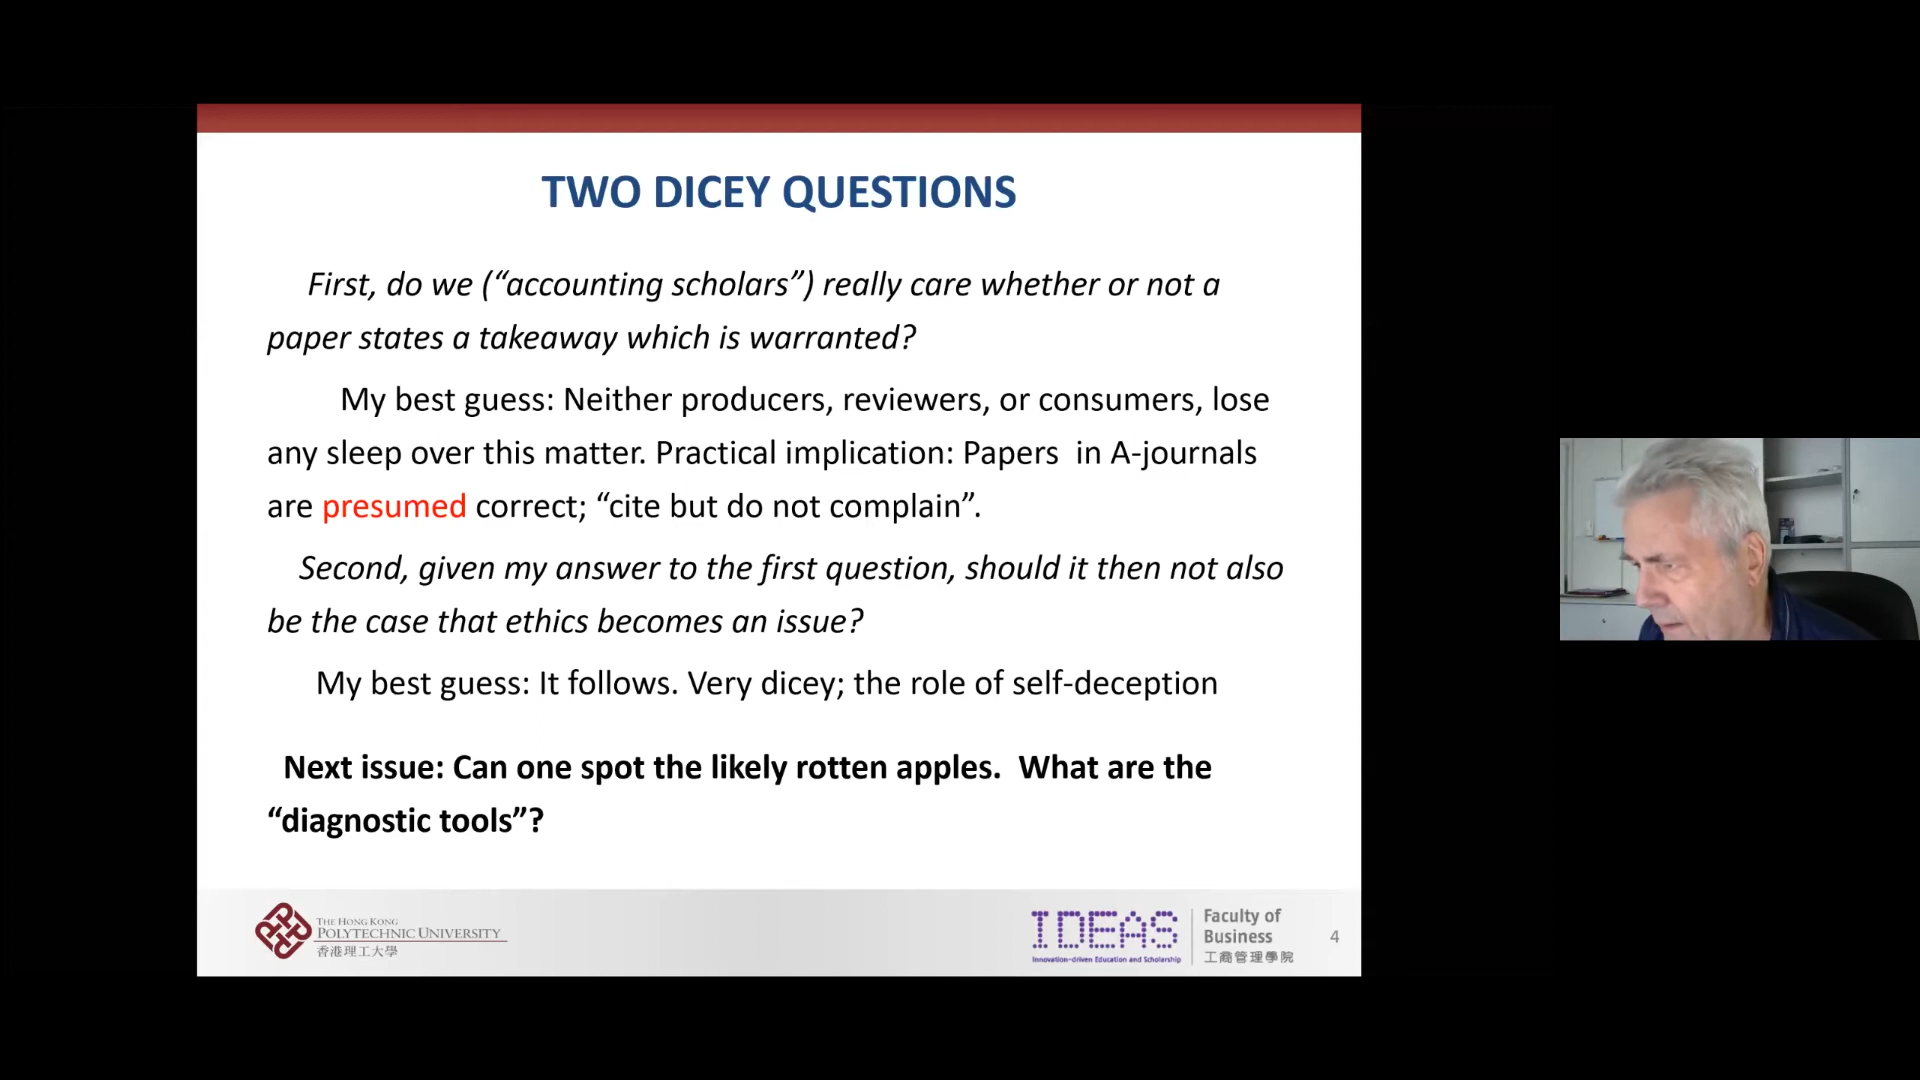 TWO DICEY QUESTIONS
First, do we (“accounting scholars”) really care whether or not a
paper states a takeaway which is warranted?
My best guess: Neither producers, reviewers, or consumers, lose
any sleep over this matter. Practical implication: Papers  in A-journals
are presumed correct; “cite but do not complain”.
Second, given my answer to the first question, should it then not also
be the case that ethics becomes an issue?
My best guess: It follows. Very dicey; the role of self-deception
Next issue: Can one spot the likely rotten apples.  What are the
“diagnostic tools”?
THE HONG KONG
POLYTECHNIC UNIVERSITY
香港理工大學
IDEAS
Innovation-driven Education and Scholarship
Faculty of
Business
工商管理學院
4